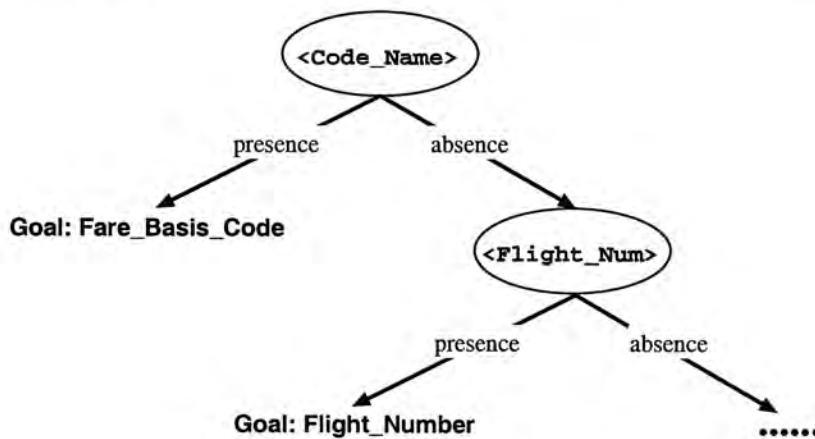 <Code_Name>
presence
absence
Goal: Fare_Basis_Code
<Flight_Num>
presence
absence
Goal: Flight_Number
......